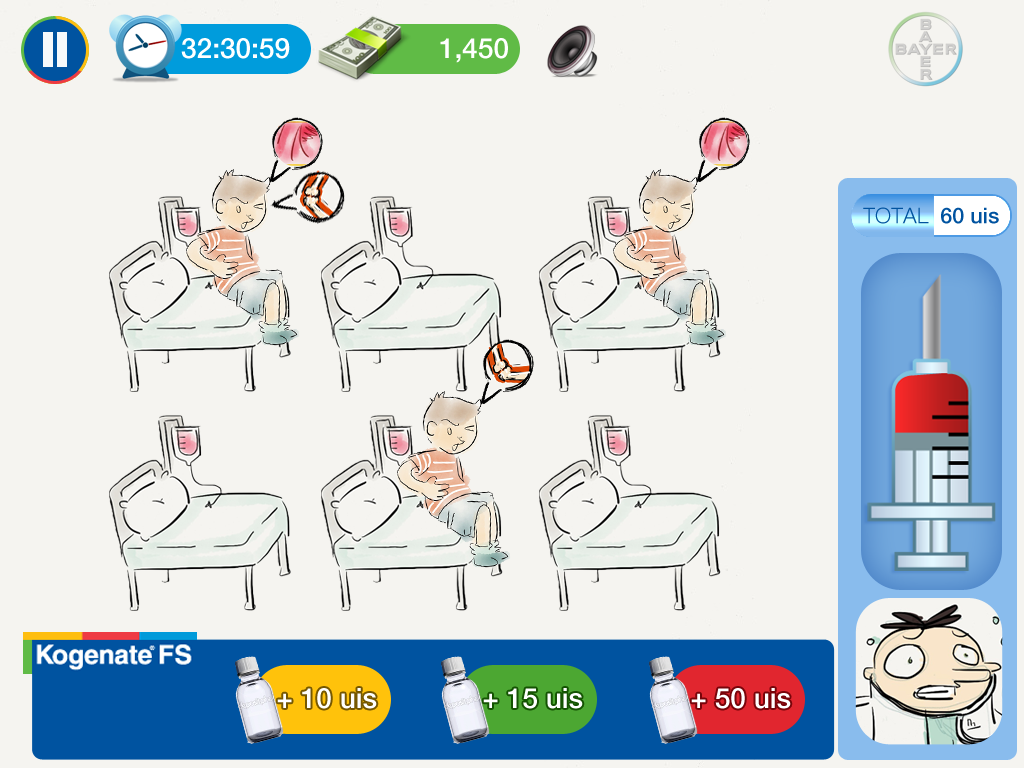 32:30:59
1,450
BAYER
BAYER
TOTAL 60 uis
Kogenate® FS
+ 10 uis
+ 15 uis
+ 50 uis